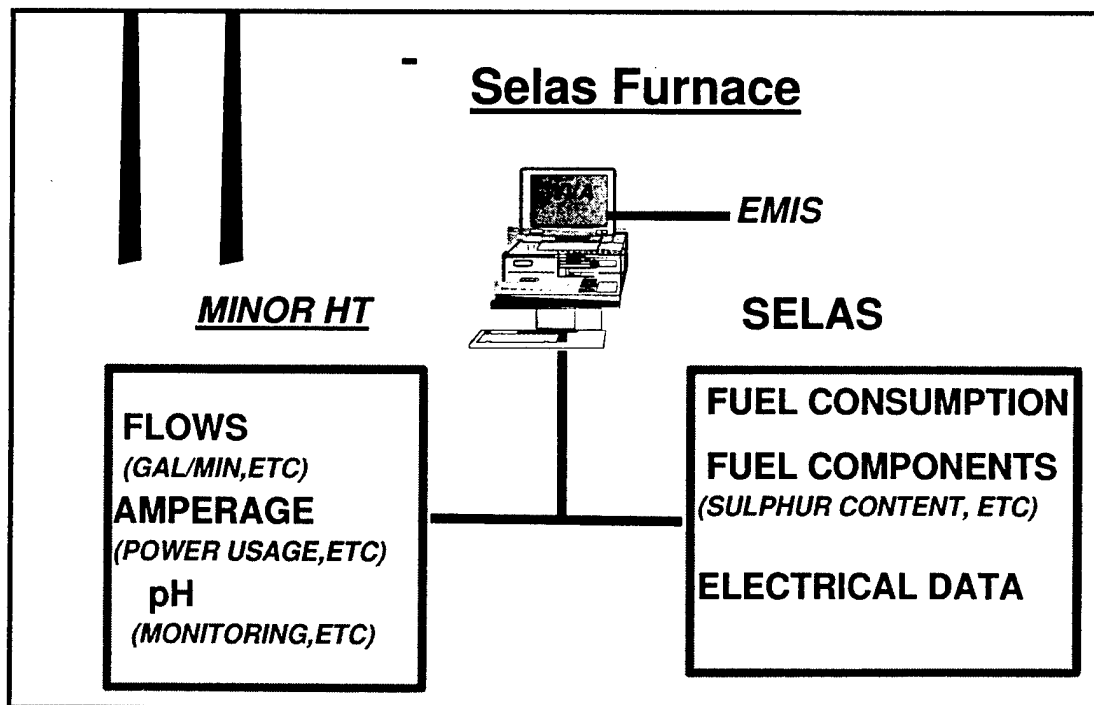 Selas Furnace
EMIS
MINOR HT
SELAS
FLOWS
(GAL/MIN,ETC)
AMPERAGE
(POWER USAGE,ETC)
pH
(MONITORING,ETC)
FUEL CONSUMPTION
FUEL COMPONENTS
(SULPHUR CONTENT, ETC)
ELECTRICAL DATA